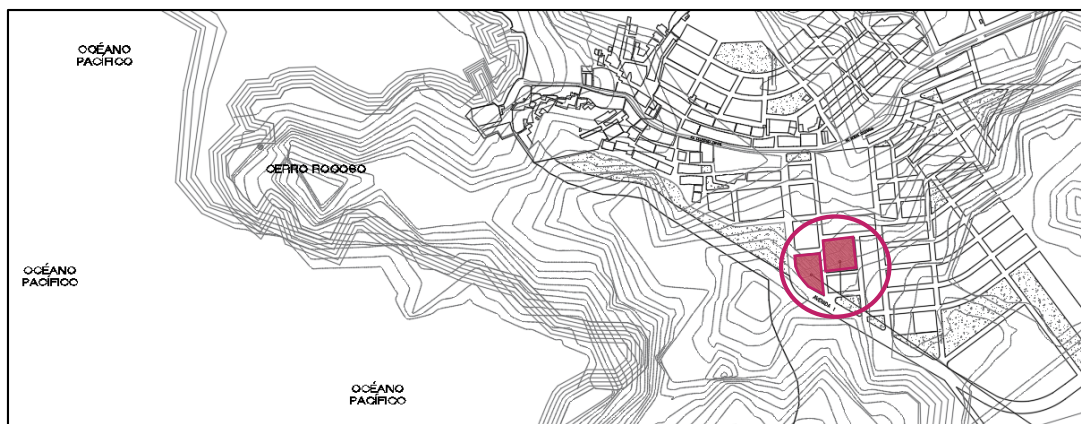 OCÉANO
PACÍFICO
CERRO ROCOSO
OCÉANO
PACÍFICO
AVENIDA
OCÉANO
PACÍFICO